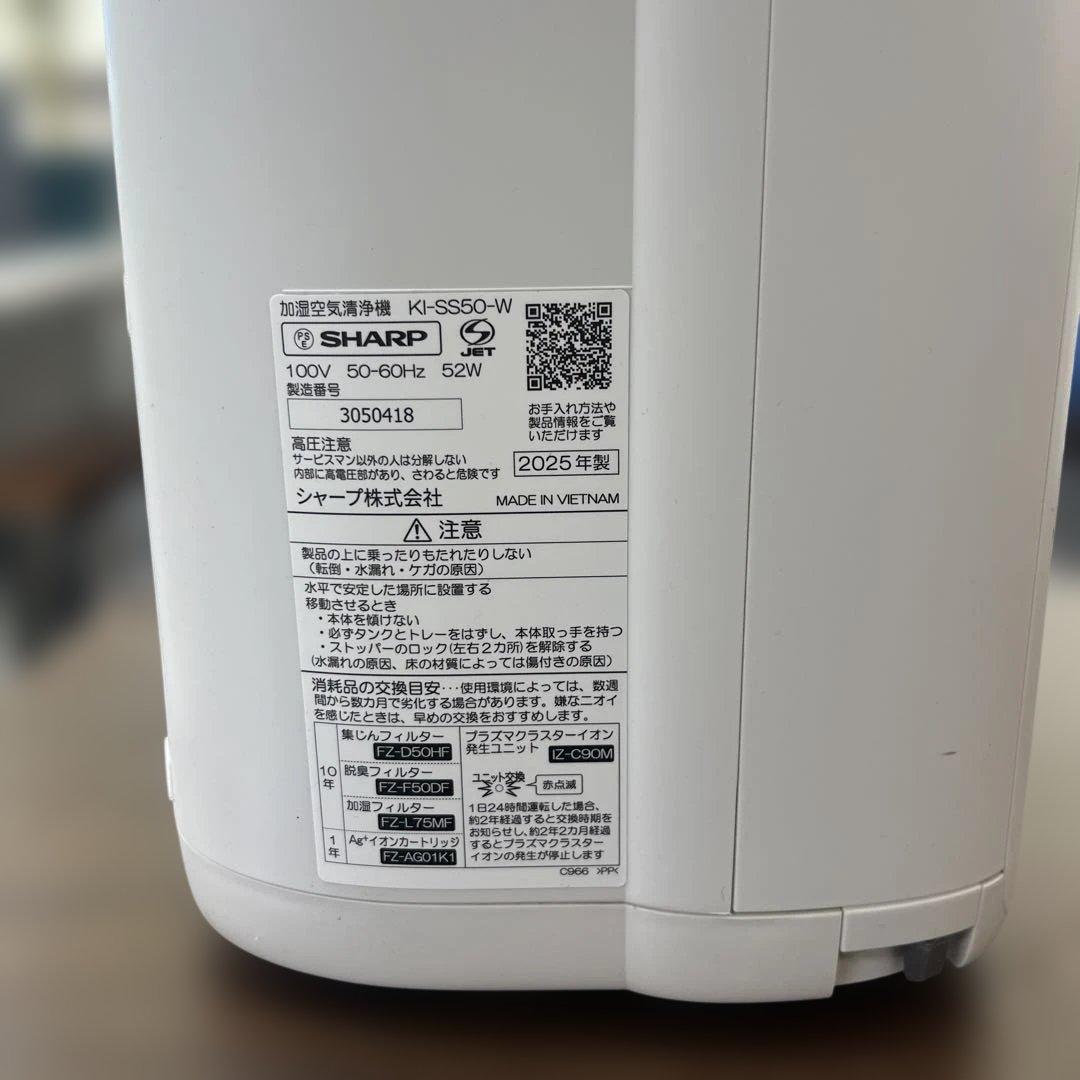 加湿空気清浄機 KI-SS50-W
PS E SHARP JET
100V 50-60Hz 52W
製造番号
3050418
お手入れ方法や
製品情報をご覧
いただけます
高圧注意
サービスマン以外の人は分解しない
内部に高電圧部があり、さわると危険です
2025年製
シャープ株式会社 MADE IN VIETNAM
注意
製品の上に乗ったりもたれたりしない
(転倒・水漏れ・ケガの原因)
水平で安定した場所に設置する
移動させるとき
・本体を傾けない
・必ずタンクとトレーをはずし、本体取っ手を持つ
・ストッパーのロック(左右2カ所)を解除する
(水漏れの原因、床の材質によっては傷付きの原因)
消耗品の交換目安･･･使用環境によっては、数週
間から数カ月で劣化する場合があります。嫌なニオイ
を感じたときは、早めの交換をおすすめします。
10年
集じんフィルター
FZ-D50HF
脱臭フィルター
FZ-F50DF
加湿フィルター
FZ-L75MF
1年
Ag+イオンカートリッジ
FZ-AG01K1
プラズマクラスターイオン
発生ユニット IZ-C90M
ユニット交換
赤点滅
1日24時間運転した場合、
約2年経過すると交換時期を
お知らせし、約2年2カ月経過
するとプラズマクラスター
イオンの発生が停止します
C966 >PP<